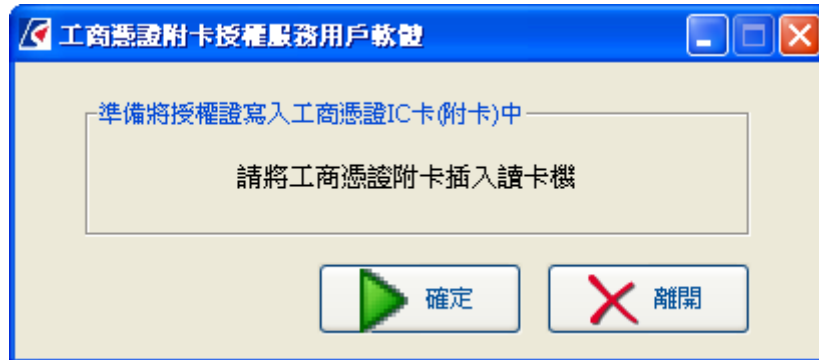 工商憑證附卡授權服務用戶軟體
準備將授權證寫入工商憑證IC卡(附卡)中
請將工商憑證附卡插入讀卡機
確定
離開